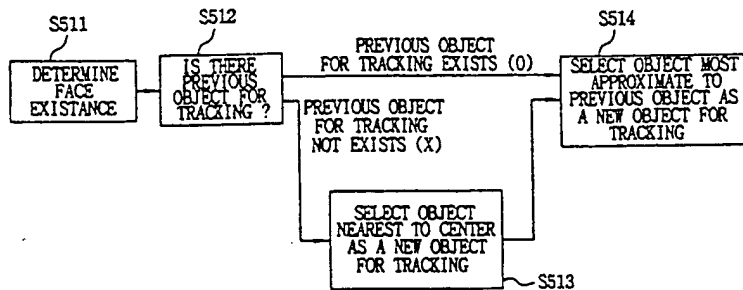 S511
DETERMINE
FACE
EXISTANCE
S512
IS THERE
PREVIOUS
OBJECT FOR
TRACKING ?
PREVIOUS OBJECT
FOR TRACKING EXISTS (O)
PREVIOUS OBJECT
FOR TRACKING
NOT EXISTS (X)
SELECT OBJECT
NEAREST TO CENTER
AS A NEW OBJECT
FOR TRACKING
S513
S514
SELECT OBJECT MOST
APPROXIMATE TO
PREVIOUS OBJECT AS
A NEW OBJECT FOR
TRACKING